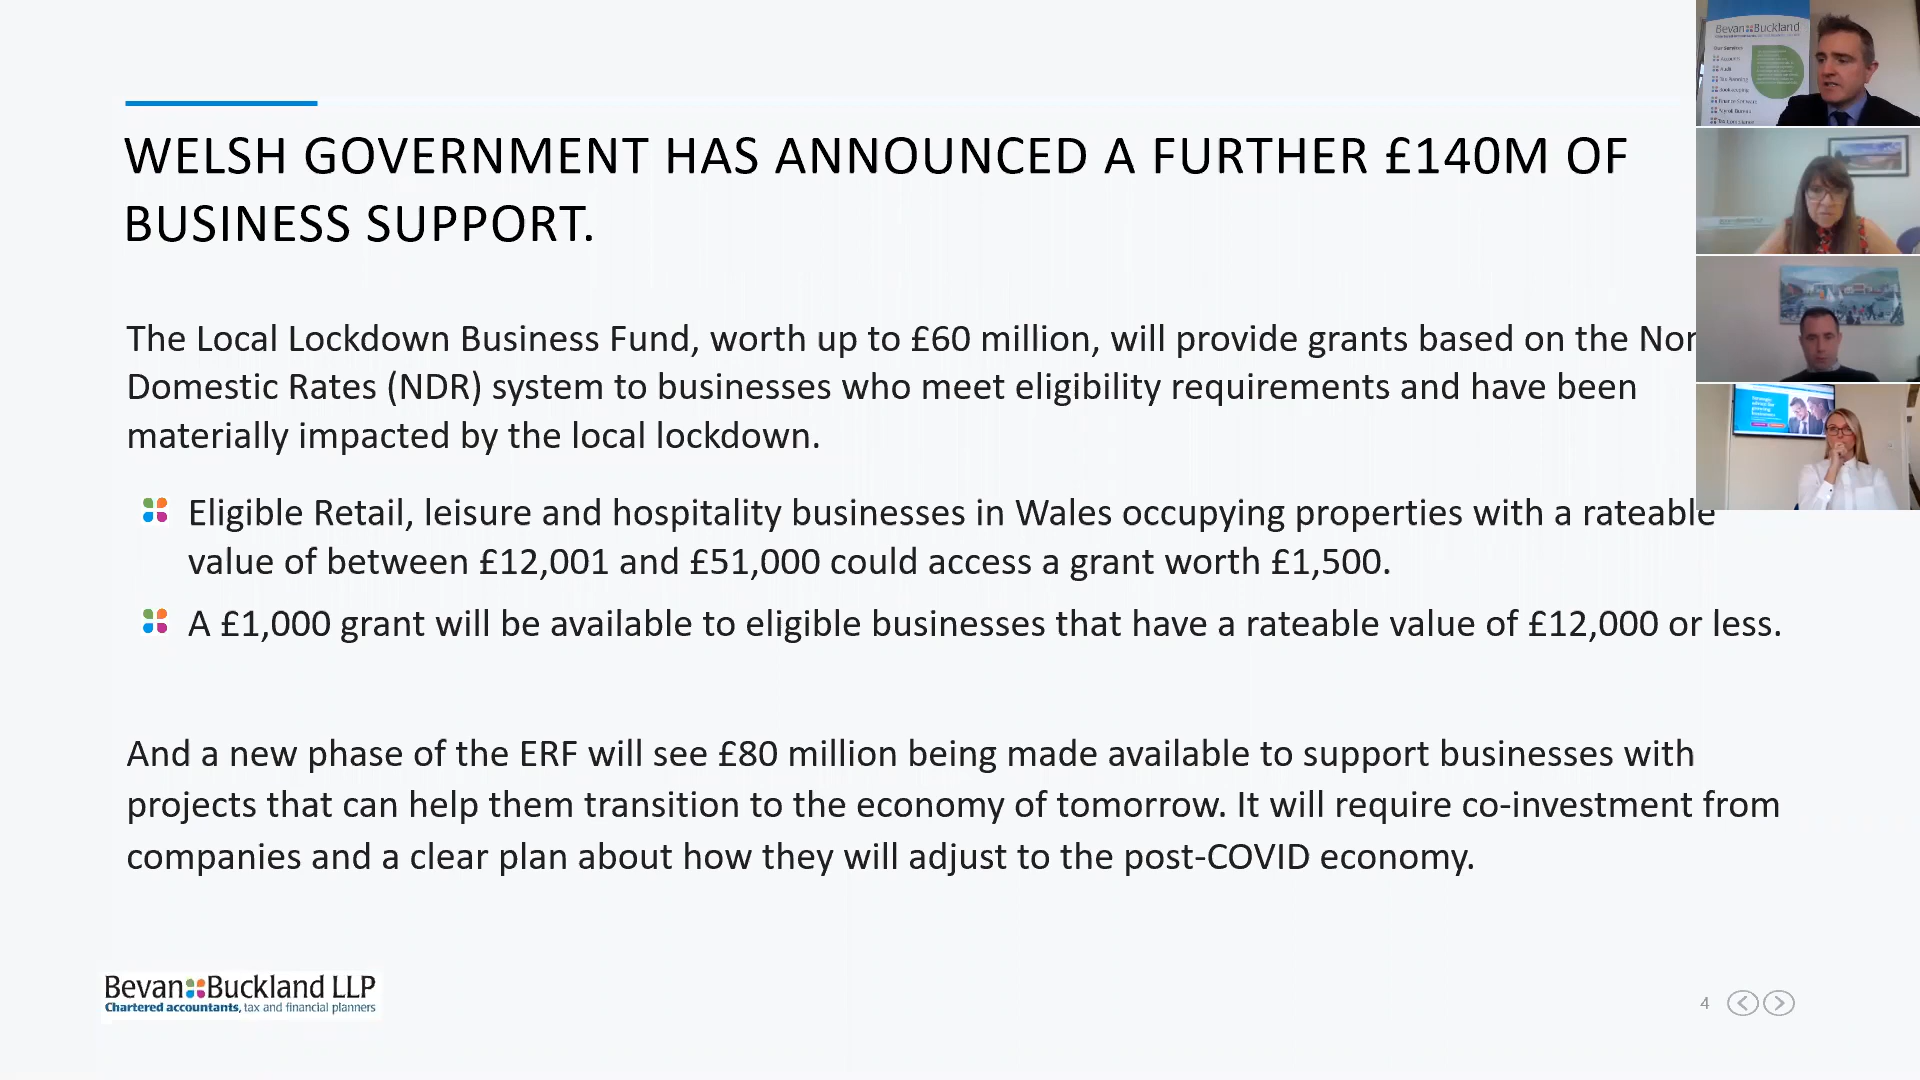 WELSH GOVERNMENT HAS ANNOUNCED A FURTHER £140M OF
BUSINESS SUPPORT.
The Local Lockdown Business Fund, worth up to £60 million, will provide grants based on the
Domestic Rates (NDR) system to businesses who meet eligibility requirements and have been
materially impacted by the local lockdown.
Eligible Retail, leisure and hospitality businesses in Wales occupying properties with a rateable
value of between £12,001 and £51,000 could access a grant worth £1,500.
A £1,000 grant will be available to eligible businesses that have a rateable value of £12,000 or less.
And a new phase of the ERF will see £80 million being made available to support businesses with
projects that can help them transition to the economy of tomorrow. It will require co-investment from
companies and a clear plan about how they will adjust to the post-COVID economy.
Bevan Buckland LLP
Chartered accountants, tax and financial planners
4
Bevan Buckland